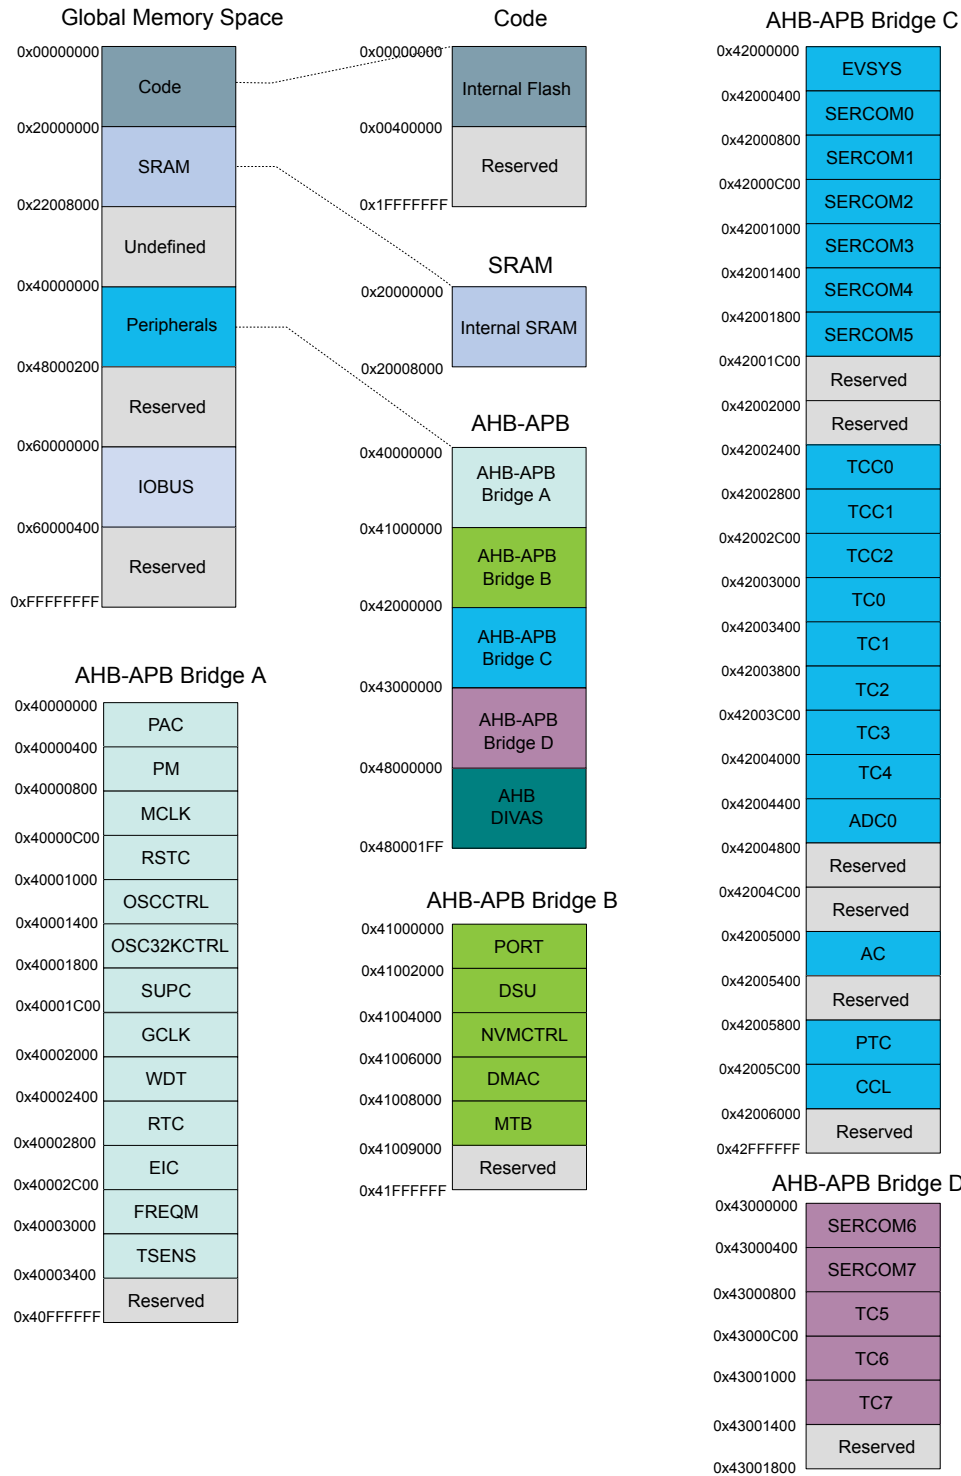 Global Memory Space
0x00000000
Code
0x20000000
SRAM
0x22008000
Undefined
0x40000000
Peripherals
0x48000200
Reserved
0x60000000
IOBUS
0x60000400
Reserved
0xFFFFFFFF
AHB-APB Bridge A
0x40000000
PAC
0x40000400
PM
0x40000800
MCLK
0x40000C00
RSTC
0x40001000
OSCCTRL
0x40001400
OSC32KCTRL
0x40001800
SUPC
0x40001C00
GCLK
0x40002000
WDT
0x40002400
RTC
0x40002800
EIC
0x40002C00
FREQM
0x40003000
TSENS
0x40003400
Reserved
0x40FFFFFF
Code
0x00000000
Internal Flash
0x00400000
Reserved
0x1FFFFFFF
SRAM
0x20000000
Internal SRAM
0x20008000
AHB-APB
0x40000000
AHB-APB
Bridge A
0x41000000
AHB-APB
Bridge B
0x42000000
AHB-APB
Bridge C
0x43000000
AHB-APB
Bridge D
0x48000000
AHB
DIVAS
0x480001FF
AHB-APB Bridge B
0x41000000
PORT
0x41002000
DSU
0x41004000
NVMCTRL
0x41006000
DMAC
0x41008000
MTB
0x41009000
Reserved
0x41FFFFFF
AHB-APB Bridge C
0x42000000
EVSYS
0x42000400
SERCOM0
0x42000800
SERCOM1
0x42000C00
SERCOM2
0x42001000
SERCOM3
0x42001400
SERCOM4
0x42001800
SERCOM5
0x42001C00
Reserved
0x42002000
Reserved
0x42002400
TCC0
0x42002800
TCC1
0x42002C00
TCC2
0x42003000
TC0
0x42003400
TC1
0x42003800
TC2
0x42003C00
TC3
0x42004000
TC4
0x42004400
ADC0
0x42004800
Reserved
0x42004C00
Reserved
0x42005000
AC
0x42005400
Reserved
0x42005800
PTC
0x42005C00
CCL
0x42006000
Reserved
0x42FFFFFF
AHB-APB Bridge D
0x43000000
SERCOM6
0x43000400
SERCOM7
0x43000800
TC5
0x43000C00
TC6
0x43001000
TC7
0x43001400
Reserved
0x43001800